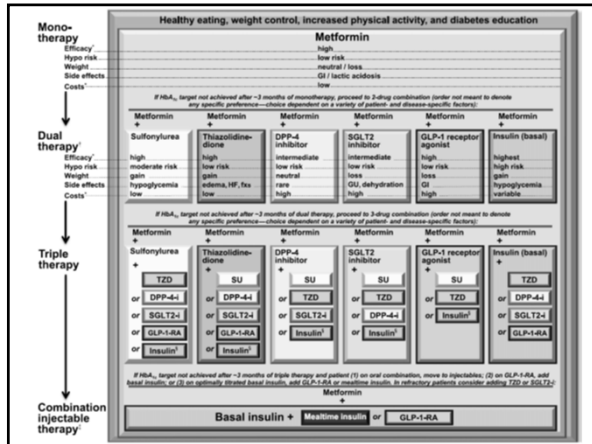 Healthy eating, weight control, increased physical activity, and diabetes education
Mono-
therapy
Metformin
Efficacy* high
Hypo risk low risk
Weight neutral / loss
Side effects GI / lactic acidosis
Costs* low
If HbA1c target not achieved after ~3 months of monotherapy, proceed to 3-drug combination (order not meant to denote
any specific preference—choice dependent on a variety of patient- and disease-specific factors):
Metformin Metformin Metformin Metformin Metformin Metformin
+ + + + + +
Dual
therapy†
Sulfonylurea Thiazolidine-dione DPP-4 inhibitor SGLT2 inhibitor GLP-1 receptor agonist Insulin (basal)
Efficacy* high high intermediate intermediate high highest
Hypo risk moderate risk low risk low risk low risk low risk high risk
Weight gain gain neutral loss loss gain
Side effects hypoglycemia edema, HF, fxs rare GU, dehydration GI hypoglycemia
Costs* low low high high high variable
If HbA1c target not achieved after ~3 months of dual therapy, proceed to 3-drug combination (order not meant to denote
any specific preference—choice dependent on a variety of patient- and disease-specific factors):
Metformin Metformin Metformin Metformin Metformin Metformin
+ + + + + +
Triple
therapy
Sulfonylurea Thiazolidine-dione DPP-4 inhibitor SGLT2 inhibitor GLP-1 receptor agonist Insulin (basal)
+ + + + + +
TZD SU SU SU SU TZD
or DPP-4-i or DPP-4-i or TZD or TZD or TZD or DPP-4-i
or SGLT2-i or SGLT2-i or SGLT2-i or DPP-4-i or Insulin§ or SGLT2-i
or GLP-1-RA or GLP-1-RA or Insulin§ or Insulin§ or GLP-1-RA
or Insulin§ or Insulin§
If HbA1c target not achieved after ~3 months of triple therapy and patient (1) on oral combination, move to injectables; (2) on GLP-1-RA, add
basal insulin; or (3) on optimally titrated basal insulin, add GLP-1-RA or mealtime insulin. In refractory patients consider adding TZD or SGLT2-i:
Metformin
+
Combination
injectable
therapy‡
Basal insulin + Mealtime insulin or GLP-1-RA